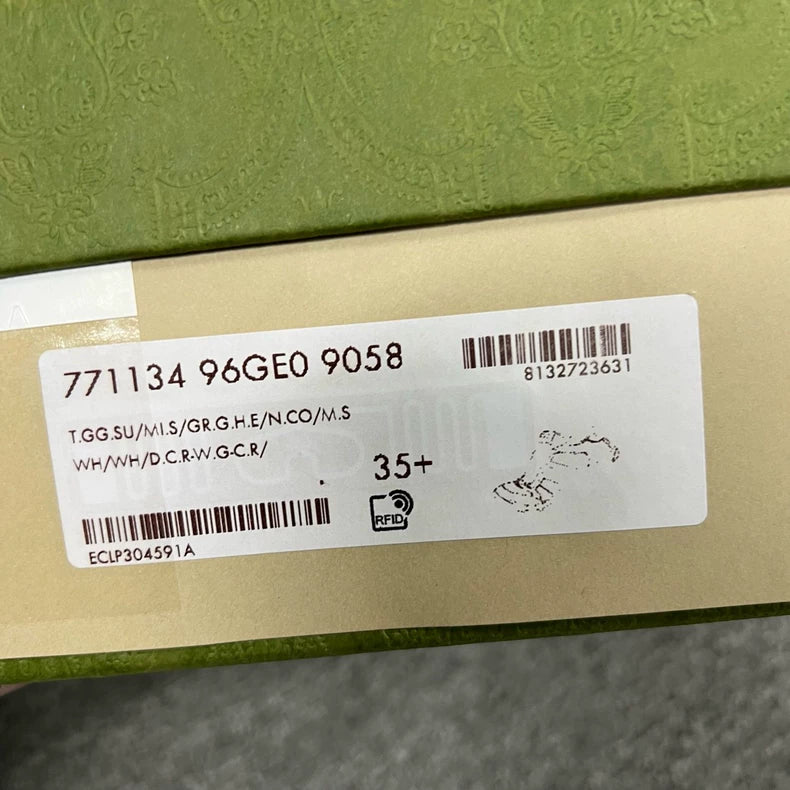 771134 96GE0 9058
8132723631
T.GG.SU/MI.S/GR.G.H.E/N.CO/M.S
WH/WH/D.C.R-W.G-C.R/
35+
RFID
ECLP304591A